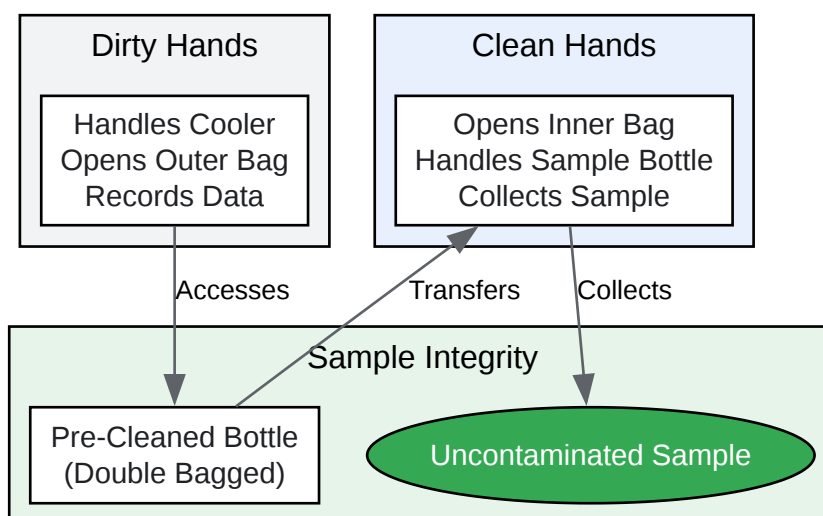 Dirty Hands
Handles Cooler
Opens Outer Bag
Records Data
Clean Hands
Opens Inner Bag
Handles Sample Bottle
Collects Sample
Accesses
Transfers
Collects
Sample Integrity
Pre-Cleaned Bottle
(Double Bagged)
Uncontaminated Sample